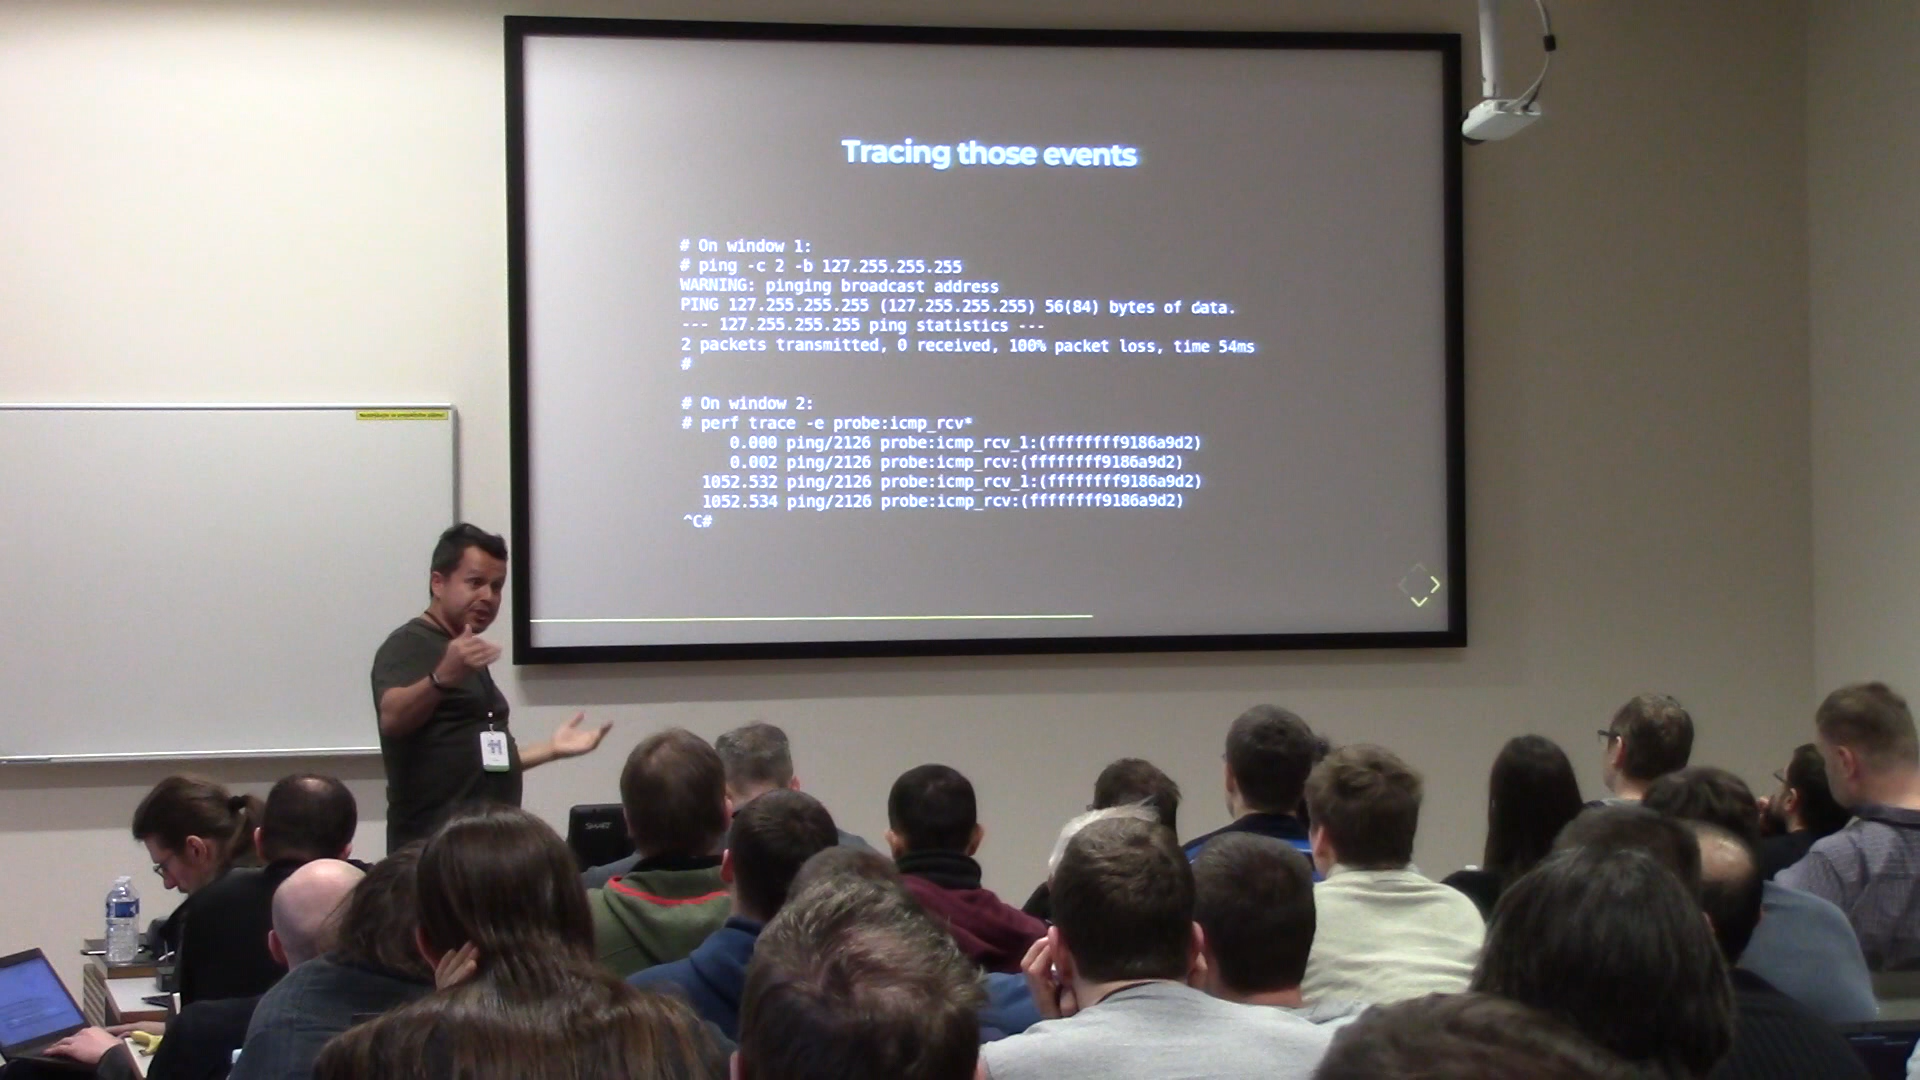 Tracing those events
# On window 1:
# ping -c 2 -b 127.255.255.255
WARNING: pinging broadcast address
PING 127.255.255.255 (127.255.255.255) 56(84) bytes of data.
--- 127.255.255.255 ping statistics ---
2 packets transmitted, 0 received, 100% packet loss, time 54ms
#
# On window 2:
# perf trace -e probe:icmp_rcv*
0.000 ping/2126 probe:icmp_rcv_1:(ffffffff9186a9d2)
0.002 ping/2126 probe:icmp_rcv:(ffffffff9186a9d2)
1052.532 ping/2126 probe:icmp_rcv_1:(ffffffff9186a9d2)
1052.534 ping/2126 probe:icmp_rcv:(ffffffff9186a9d2)
^C#
SMART